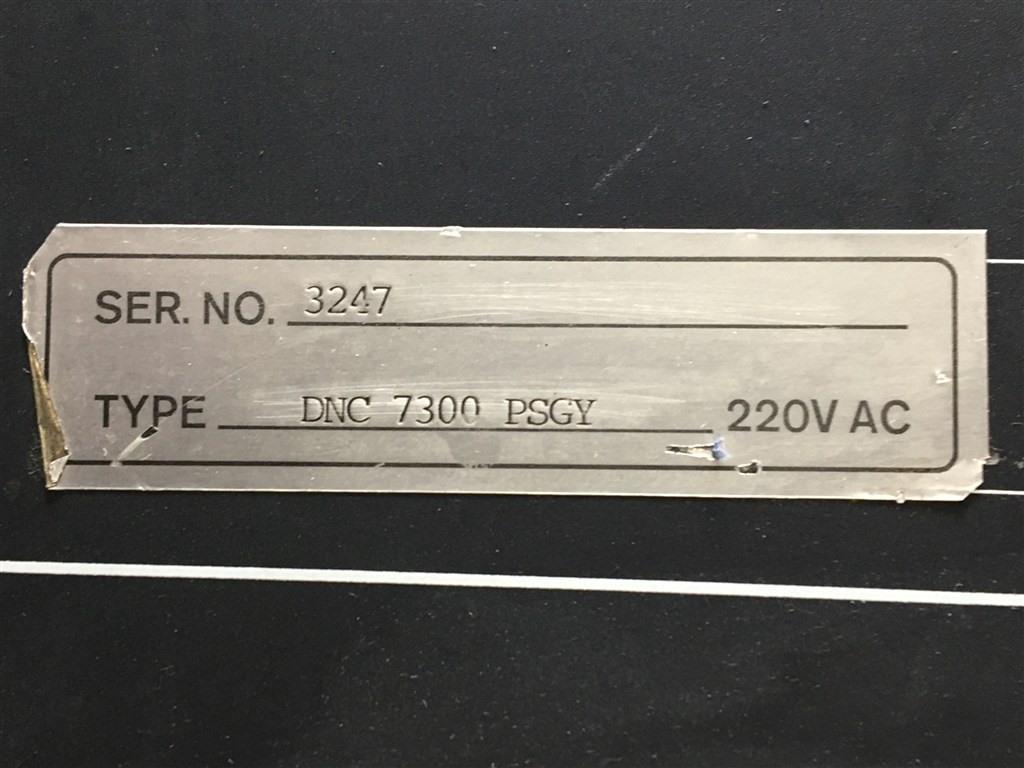 SER. NO. 3247
TYPE DNC 7300 PSGY 220V AC